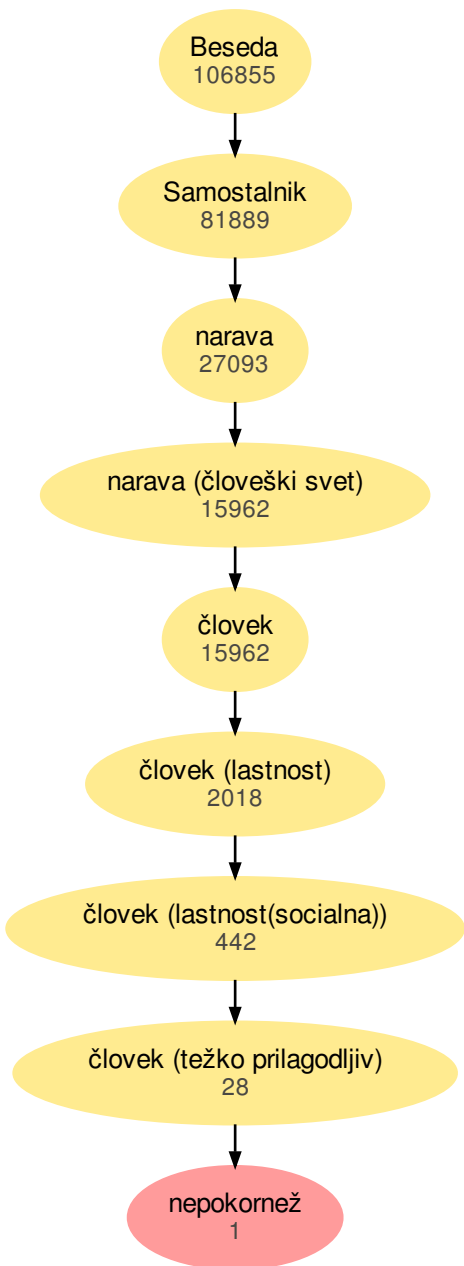 Beseda
106855
Samostalnik
81889
narava
27093
narava (človeški svet)
15962
človek
15962
človek (lastnost)
2018
človek (lastnost(socialna))
442
človek (težko prilagodljiv)
28
nepokornež
1